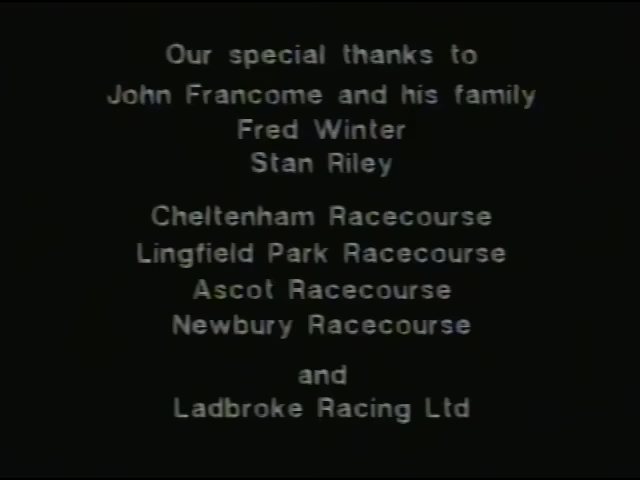 Our special thanks to
John Francome and his family
Fred Winter
Stan Riley
Cheltenham Racecourse
Lingfield Park Racecourse
Ascot Racecourse
Newbury Racecourse
and
Ladbroke Racing Ltd